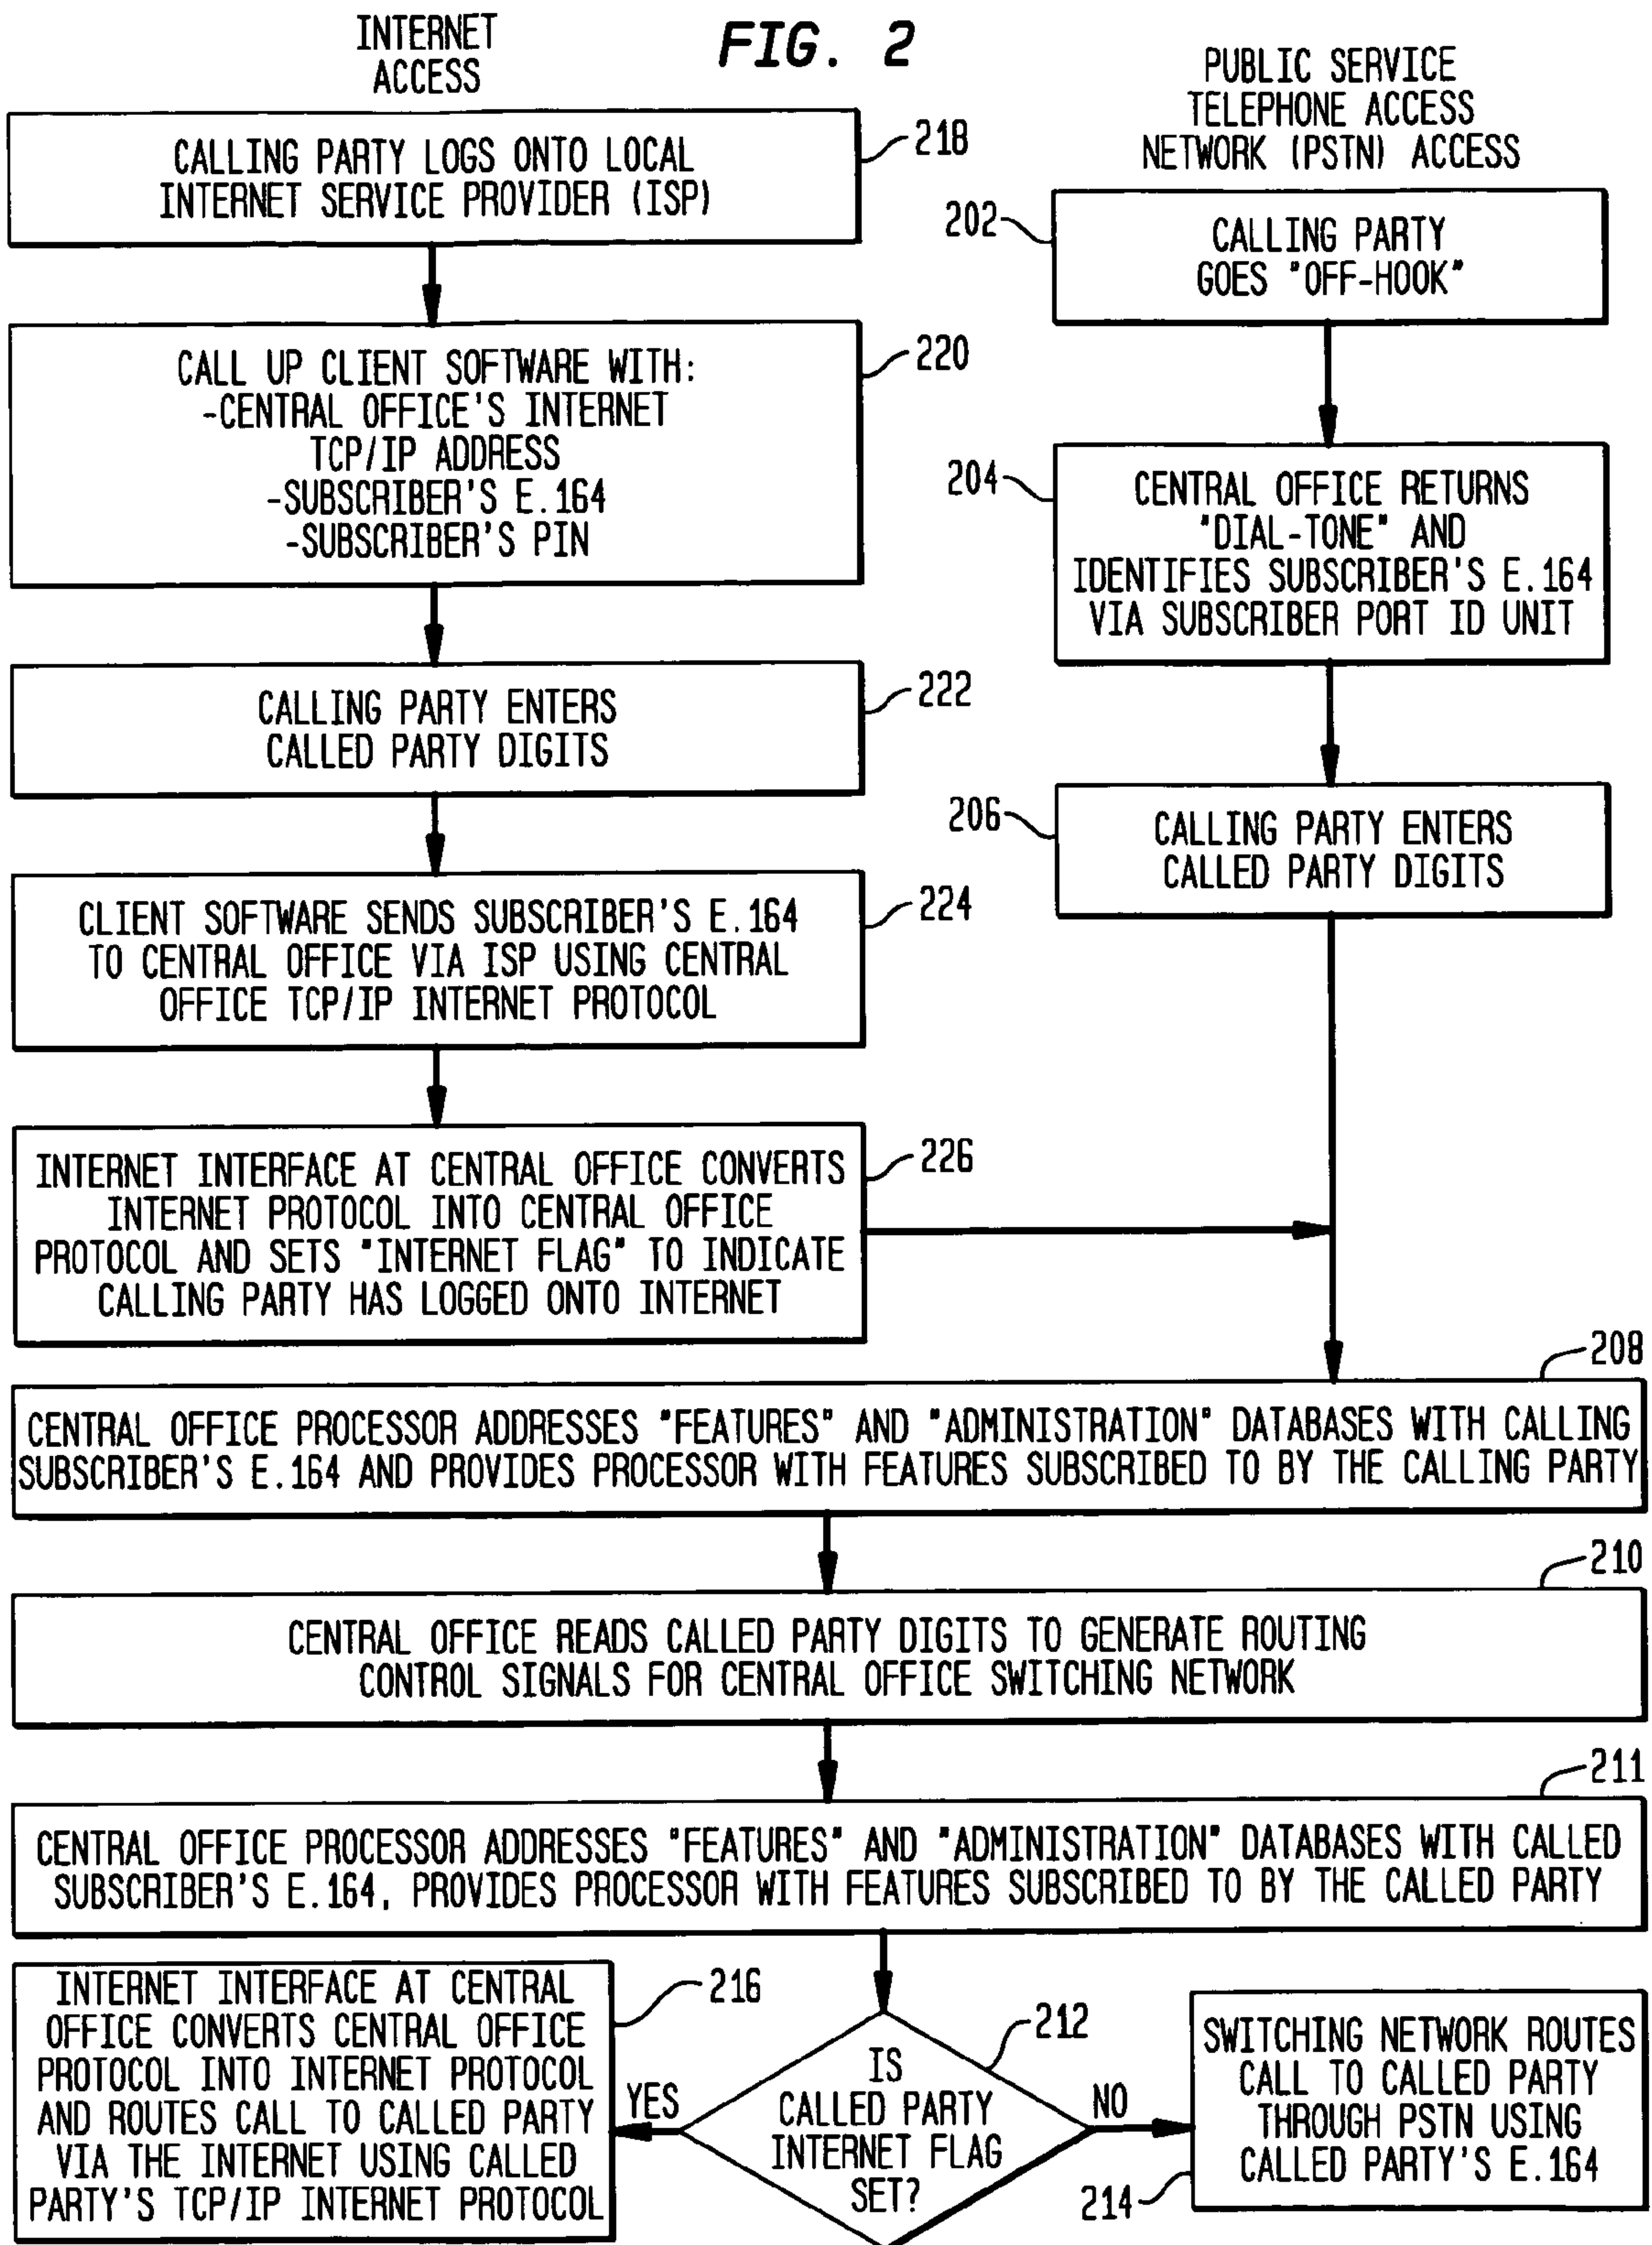 FIG. 2
INTERNET
ACCESS
CALLING PARTY LOGS ONTO LOCAL
INTERNET SERVICE PROVIDER (ISP)
218
CALL UP CLIENT SOFTWARE WITH:
-CENTRAL OFFICE'S INTERNET
TCP/IP ADDRESS
-SUBSCRIBER'S E.164
-SUBSCRIBER'S PIN
220
CALLING PARTY ENTERS
CALLED PARTY DIGITS
222
CLIENT SOFTWARE SENDS SUBSCRIBER'S E.164
TO CENTRAL OFFICE VIA ISP USING CENTRAL
OFFICE TCP/IP INTERNET PROTOCOL
224
INTERNET INTERFACE AT CENTRAL OFFICE CONVERTS
INTERNET PROTOCOL INTO CENTRAL OFFICE
PROTOCOL AND SETS "INTERNET FLAG" TO INDICATE
CALLING PARTY HAS LOGGED ONTO INTERNET
226
PUBLIC SERVICE
TELEPHONE ACCESS
NETWORK (PSTN) ACCESS
202
CALLING PARTY
GOES "OFF-HOOK"
204
CENTRAL OFFICE RETURNS
"DIAL-TONE" AND
IDENTIFIES SUBSCRIBER'S E.164
VIA SUBSCRIBER PORT ID UNIT
206
CALLING PARTY ENTERS
CALLED PARTY DIGITS
208
CENTRAL OFFICE PROCESSOR ADDRESSES "FEATURES" AND "ADMINISTRATION" DATABASES WITH CALLING
SUBSCRIBER'S E.164 AND PROVIDES PROCESSOR WITH FEATURES SUBSCRIBED TO BY THE CALLING PARTY
210
CENTRAL OFFICE READS CALLED PARTY DIGITS TO GENERATE ROUTING
CONTROL SIGNALS FOR CENTRAL OFFICE SWITCHING NETWORK
211
CENTRAL OFFICE PROCESSOR ADDRESSES "FEATURES" AND "ADMINISTRATION" DATABASES WITH CALLED
SUBSCRIBER'S E.164, PROVIDES PROCESSOR WITH FEATURES SUBSCRIBED TO BY THE CALLED PARTY
INTERNET INTERFACE AT CENTRAL
OFFICE CONVERTS CENTRAL OFFICE
PROTOCOL INTO INTERNET PROTOCOL
AND ROUTES CALL TO CALLED PARTY
VIA THE INTERNET USING CALLED
PARTY'S TCP/IP INTERNET PROTOCOL
216
YES
212
IS
CALLED PARTY
INTERNET FLAG
SET?
NO
SWITCHING NETWORK ROUTES
CALL TO CALLED PARTY
THROUGH PSTN USING
CALLED PARTY'S E.164
214